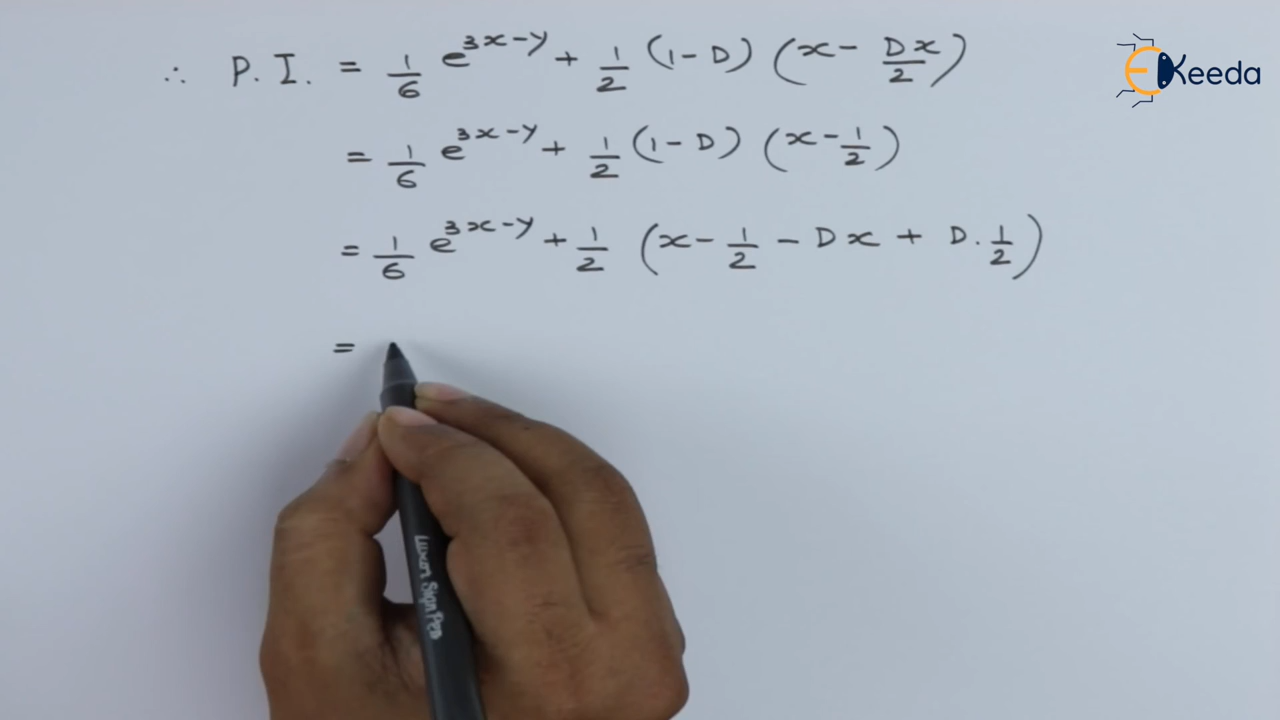 ∴ P.I. = 1/6 e^(3x-y) + 1/2 (1-D) (x - Dx/2)
EKeeda
= 1/6 e^(3x-y) + 1/2 (1-D) (x - 1/2)
= 1/6 e^(3x-y) + 1/2 (x - 1/2 - Dx + D. 1/2)
=
Luxor Sign Pen